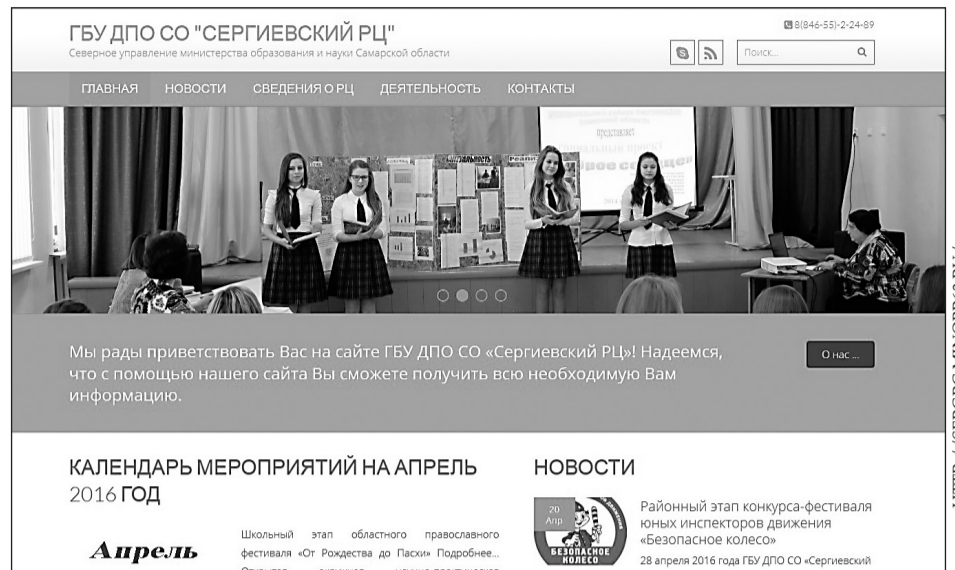 ГБУ ДПО СО "СЕРГИЕВСКИЙ РЦ"
Северное управление министерства образования и науки Самарской области
8(846-55)-2-24-89
Поиск...
ГЛАВНАЯ НОВОСТИ СВЕДЕНИЯ О РЦ ДЕЯТЕЛЬНОСТЬ КОНТАКТЫ
представляет
Мы рады приветствовать Вас на сайте ГБУ ДПО СО «Сергиевский РЦ»! Надеемся,
что с помощью нашего сайта Вы сможете получить всю необходимую Вам
информацию.
О нас ...
КАЛЕНДАРЬ МЕРОПРИЯТИЙ НА АПРЕЛЬ
2016 ГОД
Апрель
Школьный этап областного православного
фестиваля «От Рождества до Пасхи» Подробнее...
НОВОСТИ
20
Апр
БЕЗОПАСНОЕ
КОЛЕСО
Районный этап конкурса-фестиваля
юных инспекторов движения
«Безопасное колесо»
28 апреля 2016 года ГБУ ДПО СО «Сергиевский